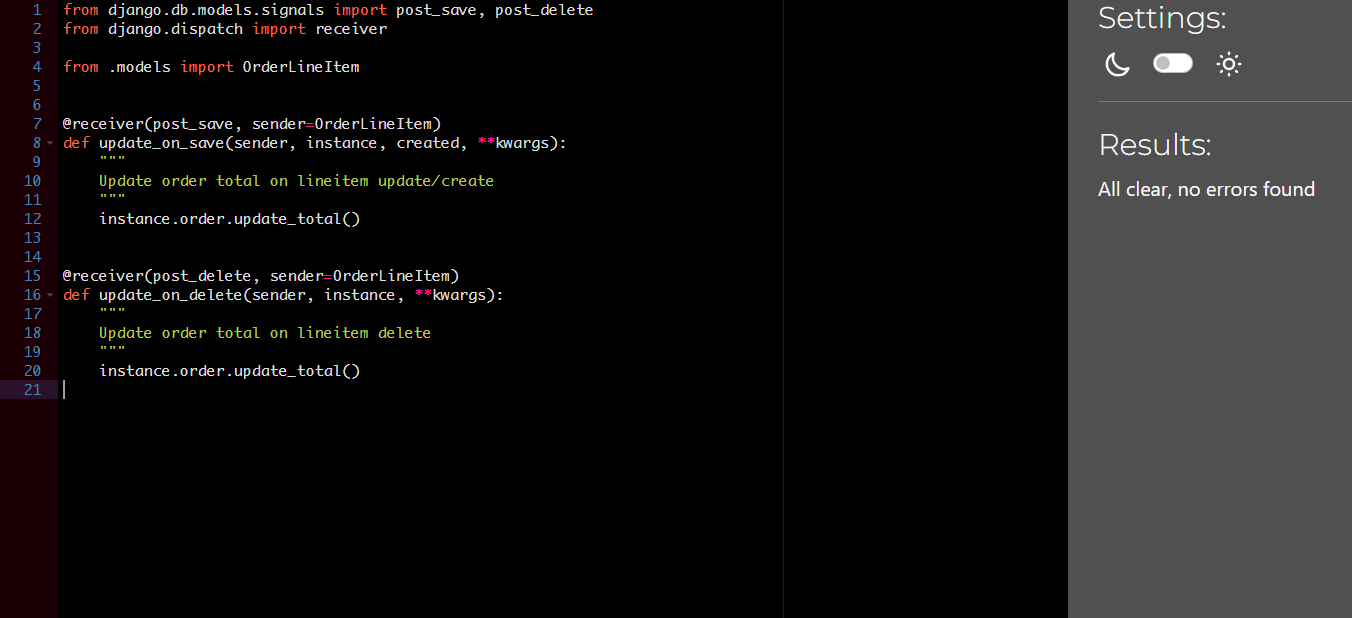 1 from django.db.models.signals import post_save, post_delete
2 from django.dispatch import receiver
3
4 from .models import OrderLineItem
5
6
7 @receiver(post_save, sender=OrderLineItem)
8 def update_on_save(sender, instance, created, **kwargs):
9     """
10     Update order total on lineitem update/create
11     """
12     instance.order.update_total()
13
14
15 @receiver(post_delete, sender=OrderLineItem)
16 def update_on_delete(sender, instance, **kwargs):
17     """
18     Update order total on lineitem delete
19     """
20     instance.order.update_total()
21
Settings:
Results:
All clear, no errors found